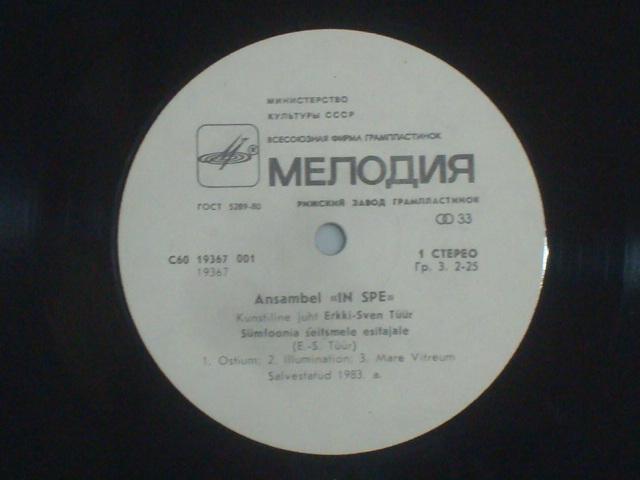 МИНИСТЕРСТВО
КУЛЬТУРЫ СССР
ВСЕСОЮЗНАЯ ФИРМА ГРАМПЛАСТИНОК
®
МЕЛОДИЯ
ГОСТ 5289-80
РИЖСКИЙ ЗАВОД ГРАМПЛАСТИНОК
33
С60 19367 001
19367
1 СТЕРЕО
Гр. 3. 2-25
Ansambel «IN SPE»
Kunstiline juht Erkki-Sven Tüür
Sümfoonia seitsmele esitajale
(E.-S. Tüür)
1. Ostium; 2. Illumination; 3. Mare Vitreum
Salvestatud 1983. a.